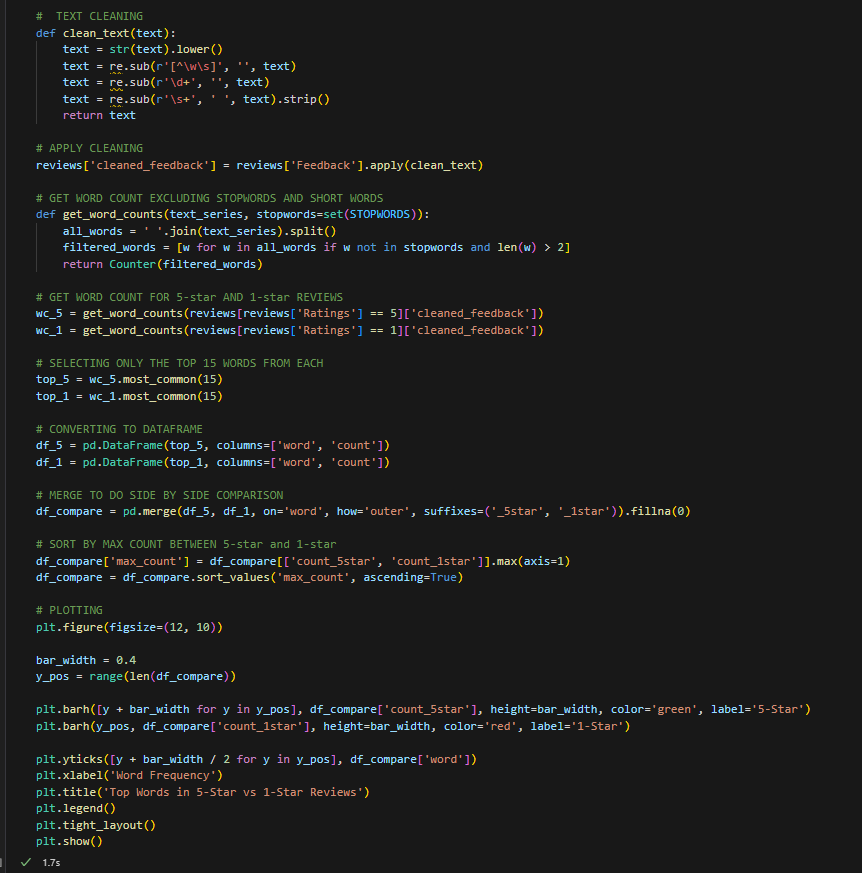 #  TEXT CLEANING
def clean_text(text):
    text = str(text).lower()
    text = re.sub(r'[^\w\s]', '', text)
    text = re.sub(r'\d+', '', text)
    text = re.sub(r'\s+', ' ', text).strip()
    return text

# APPLY CLEANING
reviews['cleaned_feedback'] = reviews['Feedback'].apply(clean_text)

# GET WORD COUNT EXCLUDING STOPWORDS AND SHORT WORDS
def get_word_counts(text_series, stopwords=set(STOPWORDS)):
    all_words = ' '.join(text_series).split()
    filtered_words = [w for w in all_words if w not in stopwords and len(w) > 2]
    return Counter(filtered_words)

# GET WORD COUNT FOR 5-star AND 1-star REVIEWS
wc_5 = get_word_counts(reviews[reviews['Ratings'] == 5]['cleaned_feedback'])
wc_1 = get_word_counts(reviews[reviews['Ratings'] == 1]['cleaned_feedback'])

# SELECTING ONLY THE TOP 15 WORDS FROM EACH
top_5 = wc_5.most_common(15)
top_1 = wc_1.most_common(15)

# CONVERTING TO DATAFRAME
df_5 = pd.DataFrame(top_5, columns=['word', 'count'])
df_1 = pd.DataFrame(top_1, columns=['word', 'count'])

# MERGE TO DO SIDE BY SIDE COMPARISON
df_compare = pd.merge(df_5, df_1, on='word', how='outer', suffixes=('_5star', '_1star')).fillna(0)

# SORT BY MAX COUNT BETWEEN 5-star and 1-star
df_compare['max_count'] = df_compare[['count_5star', 'count_1star']].max(axis=1)
df_compare = df_compare.sort_values('max_count', ascending=True)

# PLOTTING
plt.figure(figsize=(12, 10))

bar_width = 0.4
y_pos = range(len(df_compare))

plt.barh([y + bar_width for y in y_pos], df_compare['count_5star'], height=bar_width, color='green', label='5-Star')
plt.barh(y_pos, df_compare['count_1star'], height=bar_width, color='red', label='1-Star')

plt.yticks([y + bar_width / 2 for y in y_pos], df_compare['word'])
plt.xlabel('Word Frequency')
plt.title('Top Words in 5-Star vs 1-Star Reviews')
plt.legend()
plt.tight_layout()
plt.show()
1.7s